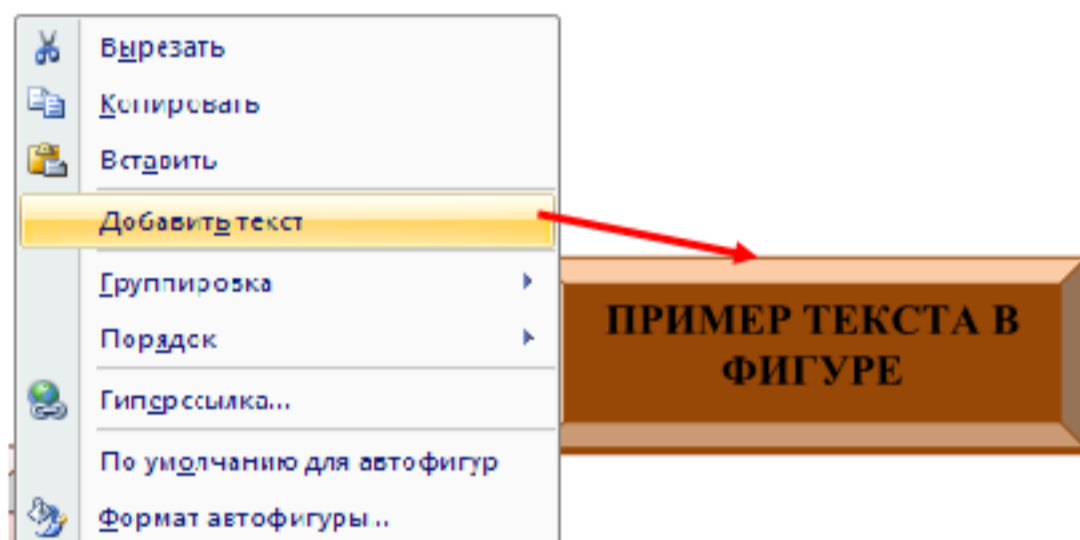 Вырезать
Копировать
Вставить
Добавить текст
Группировка
Порядок
Гиперссылка...
По умолчанию для автофигур
Формат автофигуры...
ПРИМЕР ТЕКСТА В
ФИГУРЕ